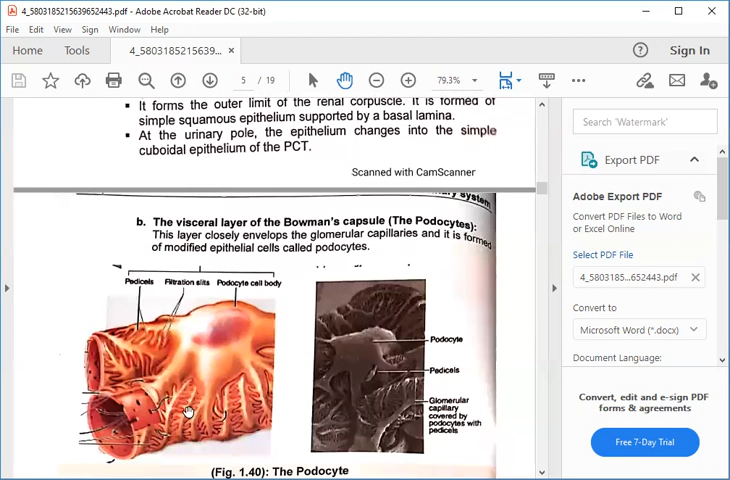 4_5803185215639652443.pdf - Adobe Acrobat Reader DC (32-bit)
File Edit View Sign Window Help
Home Tools 4_5803185215639... × Sign In
5 / 19 79.3%
▪ It forms the outer limit of the renal corpuscle. It is formed of
simple squamous epithelium supported by a basal lamina.
▪ At the urinary pole, the epithelium changes into the simple
cuboidal epithelium of the PCT.
Scanned with CamScanner
system
b. The visceral layer of the Bowman's capsule (The Podocytes):
This layer closely envelops the glomerular capillaries and it is formed
of modified epithelial cells called podocytes.
Pedicels Filtration slits Podocyte cell body
Podocyte
Pedicels
Glomerular
capillary
covered by
podocytes with
pedicels
(Fig. 1.40): The Podocyte
Search 'Watermark'
Export PDF
Adobe Export PDF
Convert PDF Files to Word
or Excel Online
Select PDF File
4_5803185...652443.pdf ×
Convert to
Microsoft Word (*.docx)
Document Language:
Convert, edit and e-sign PDF
forms & agreements
Free 7-Day Trial